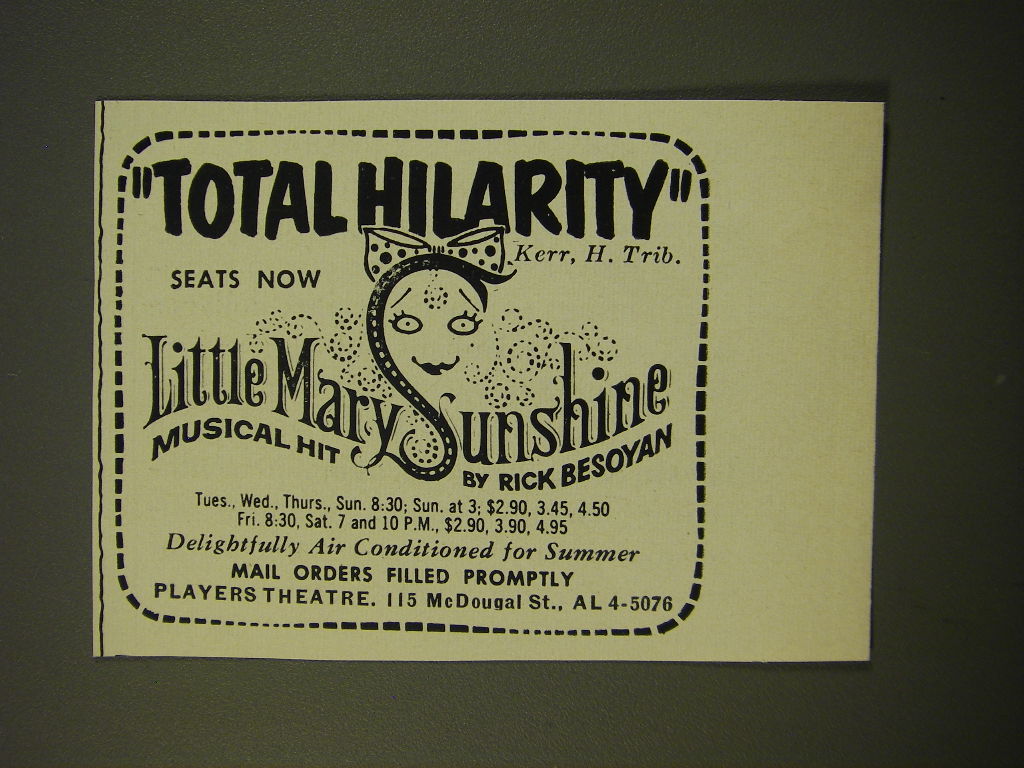 "TOTAL HILARITY"
Kerr, H. Trib.
SEATS NOW
Little Mary Sunshine
MUSICAL HIT BY RICK BESOYAN
Tues., Wed., Thurs., Sun. 8:30; Sun. at 3; $2.90, 3.45, 4.50
Fri. 8:30, Sat. 7 and 10 P.M., $2.90, 3.90, 4.95
Delightfully Air Conditioned for Summer
MAIL ORDERS FILLED PROMPTLY
PLAYERS THEATRE. 115 McDougal St., AL 4-5076